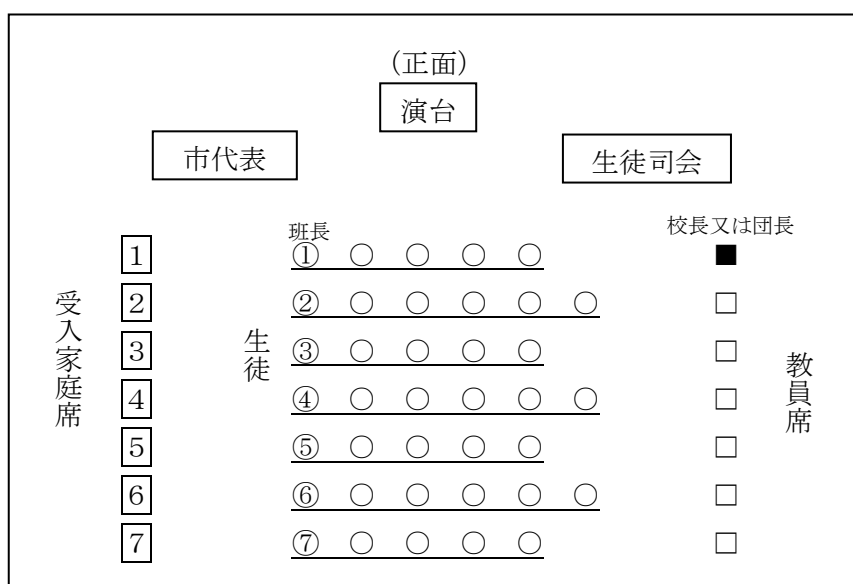 (正面)
演台
市代表
生徒司会
班長
校長又は団長
1 ① ○ ○ ○ ○ ■
2 ② ○ ○ ○ ○ ○ □
3 ③ ○ ○ ○ ○ □
4 ④ ○ ○ ○ ○ ○ □
5 ⑤ ○ ○ ○ ○ □
6 ⑥ ○ ○ ○ ○ ○ □
7 ⑦ ○ ○ ○ ○ □
受入家庭席
生徒
教員席